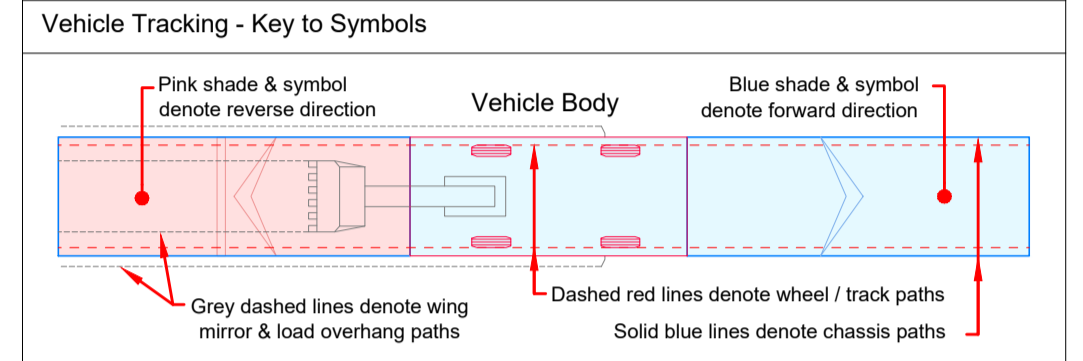 Vehicle Tracking - Key to Symbols
Pink shade & symbol
denote reverse direction
Vehicle Body
Blue shade & symbol
denote forward direction
Grey dashed lines denote wing
mirror & load overhang paths
Dashed red lines denote wheel / track paths
Solid blue lines denote chassis paths